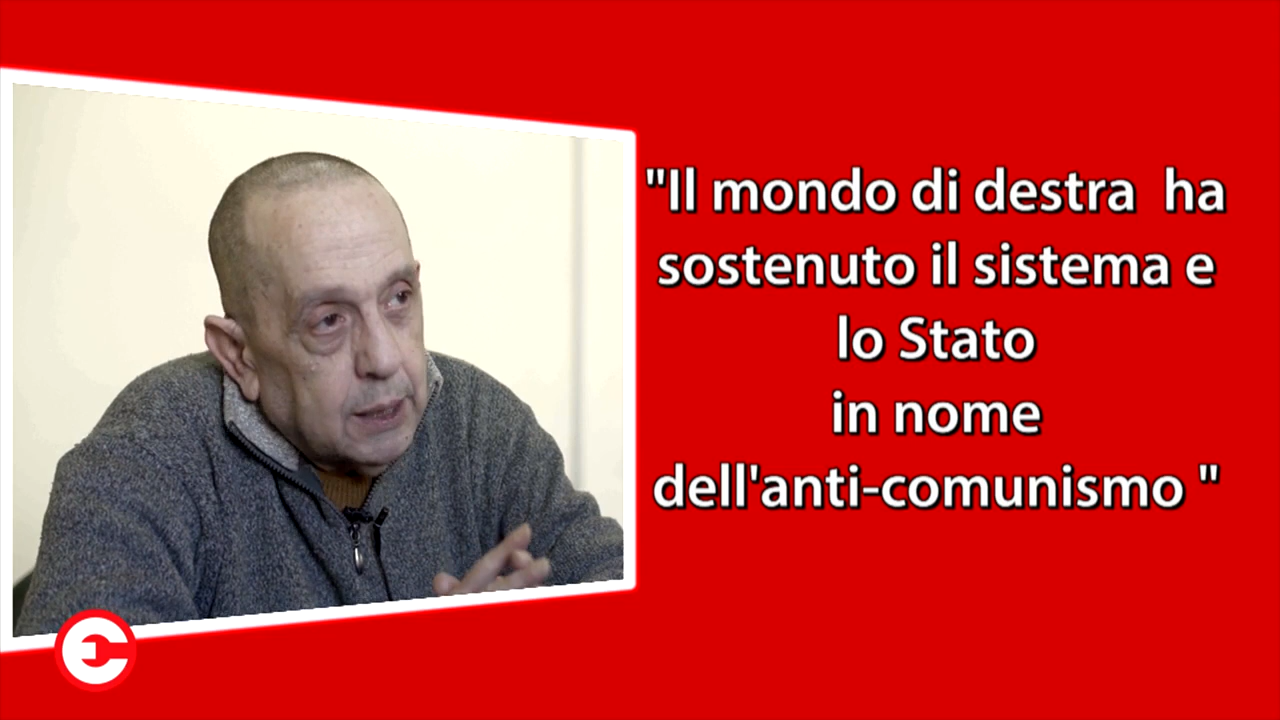 "Il mondo di destra  ha
sostenuto il sistema e
lo Stato
in nome
dell'anti-comunismo "